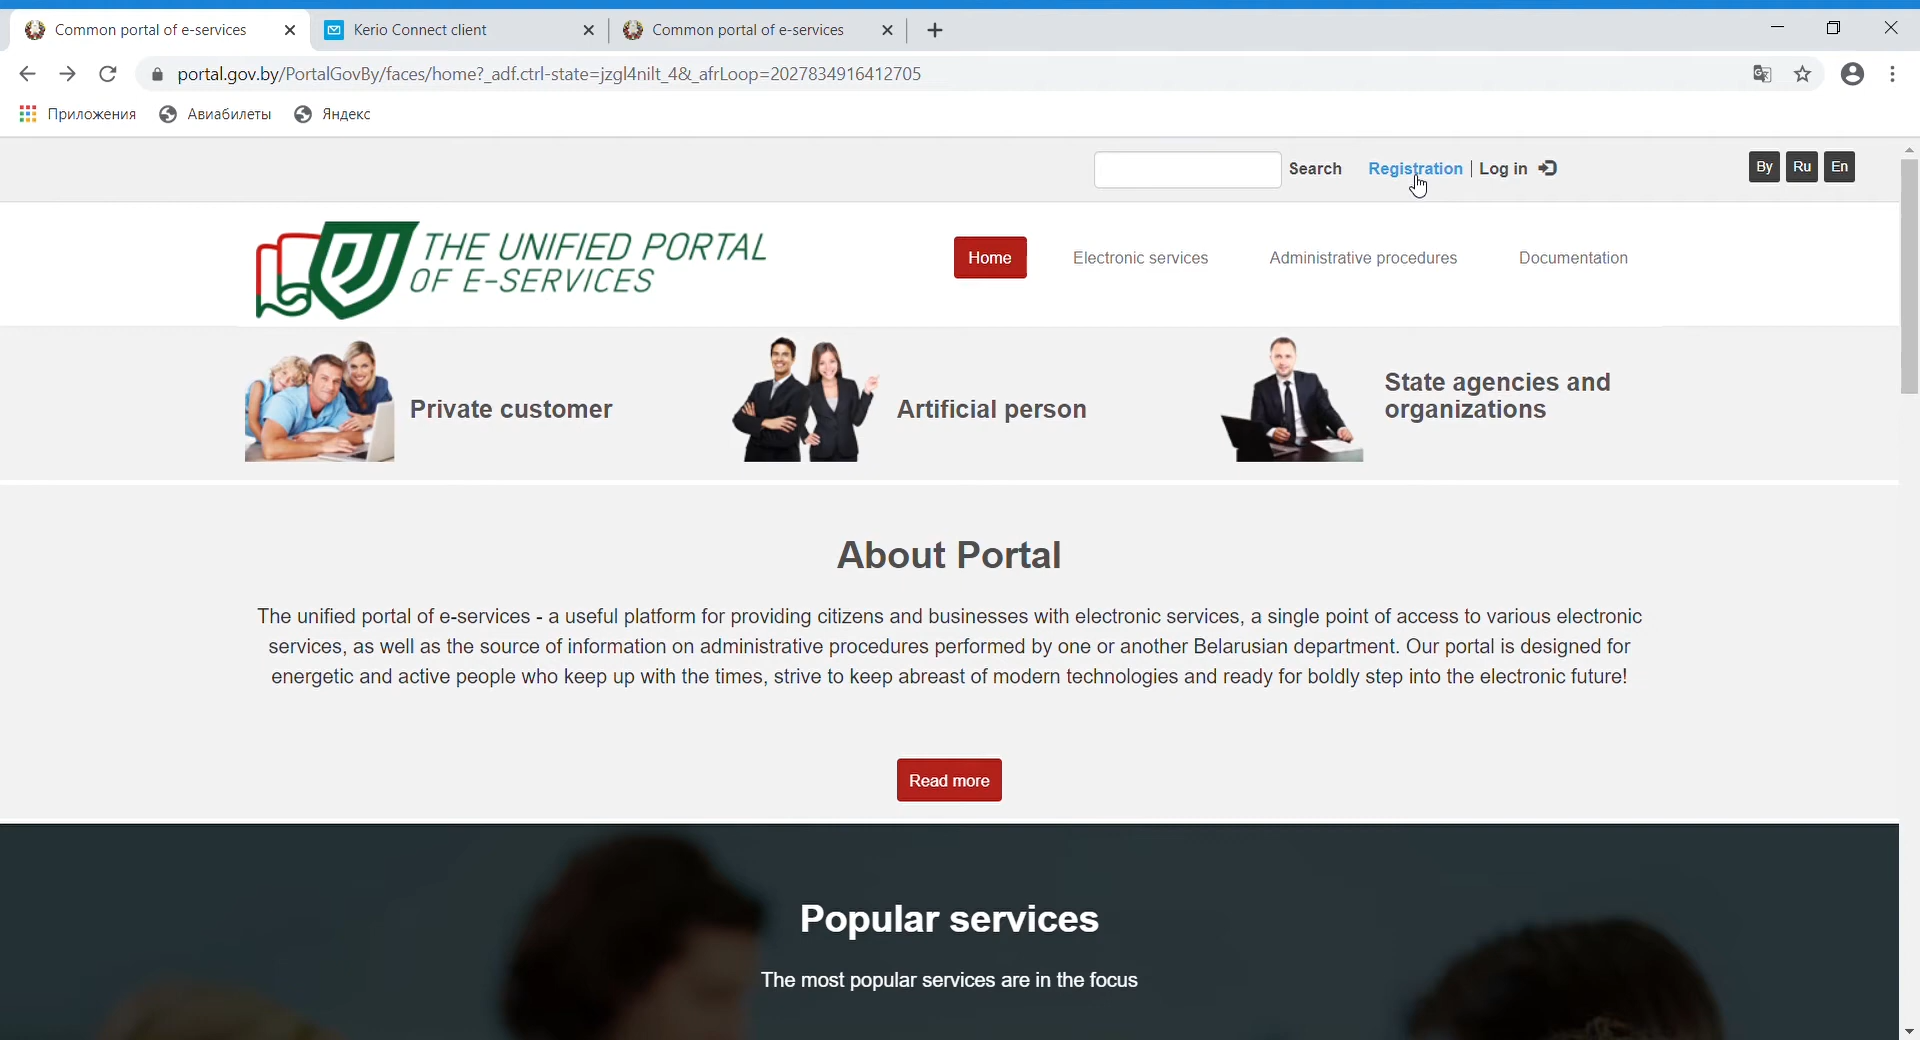 Common portal of e-services
Kerio Connect client
Common portal of e-services
portal.gov.by/PortalGovBy/faces/home?_adf.ctrl-state=jzgl4nilt_4&_afrLoop=2027834916412705
Приложения
Авиабилеты
Яндекс
Search
Registration | Log in
By
Ru
En
THE UNIFIED PORTAL
OF E-SERVICES
Home
Electronic services
Administrative procedures
Documentation
Private customer
Artificial person
State agencies and
organizations
About Portal
The unified portal of e-services - a useful platform for providing citizens and businesses with electronic services, a single point of access to various electronic
services, as well as the source of information on administrative procedures performed by one or another Belarusian department. Our portal is designed for
energetic and active people who keep up with the times, strive to keep abreast of modern technologies and ready for boldly step into the electronic future!
Read more
Popular services
The most popular services are in the focus